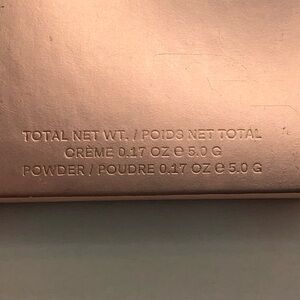 TOTAL NET WT. / POIDS NET TOTAL
CRÈME 0.17 OZ ℮ 5.0 G
POWDER / POUDRE 0.17 OZ ℮ 5.0 G